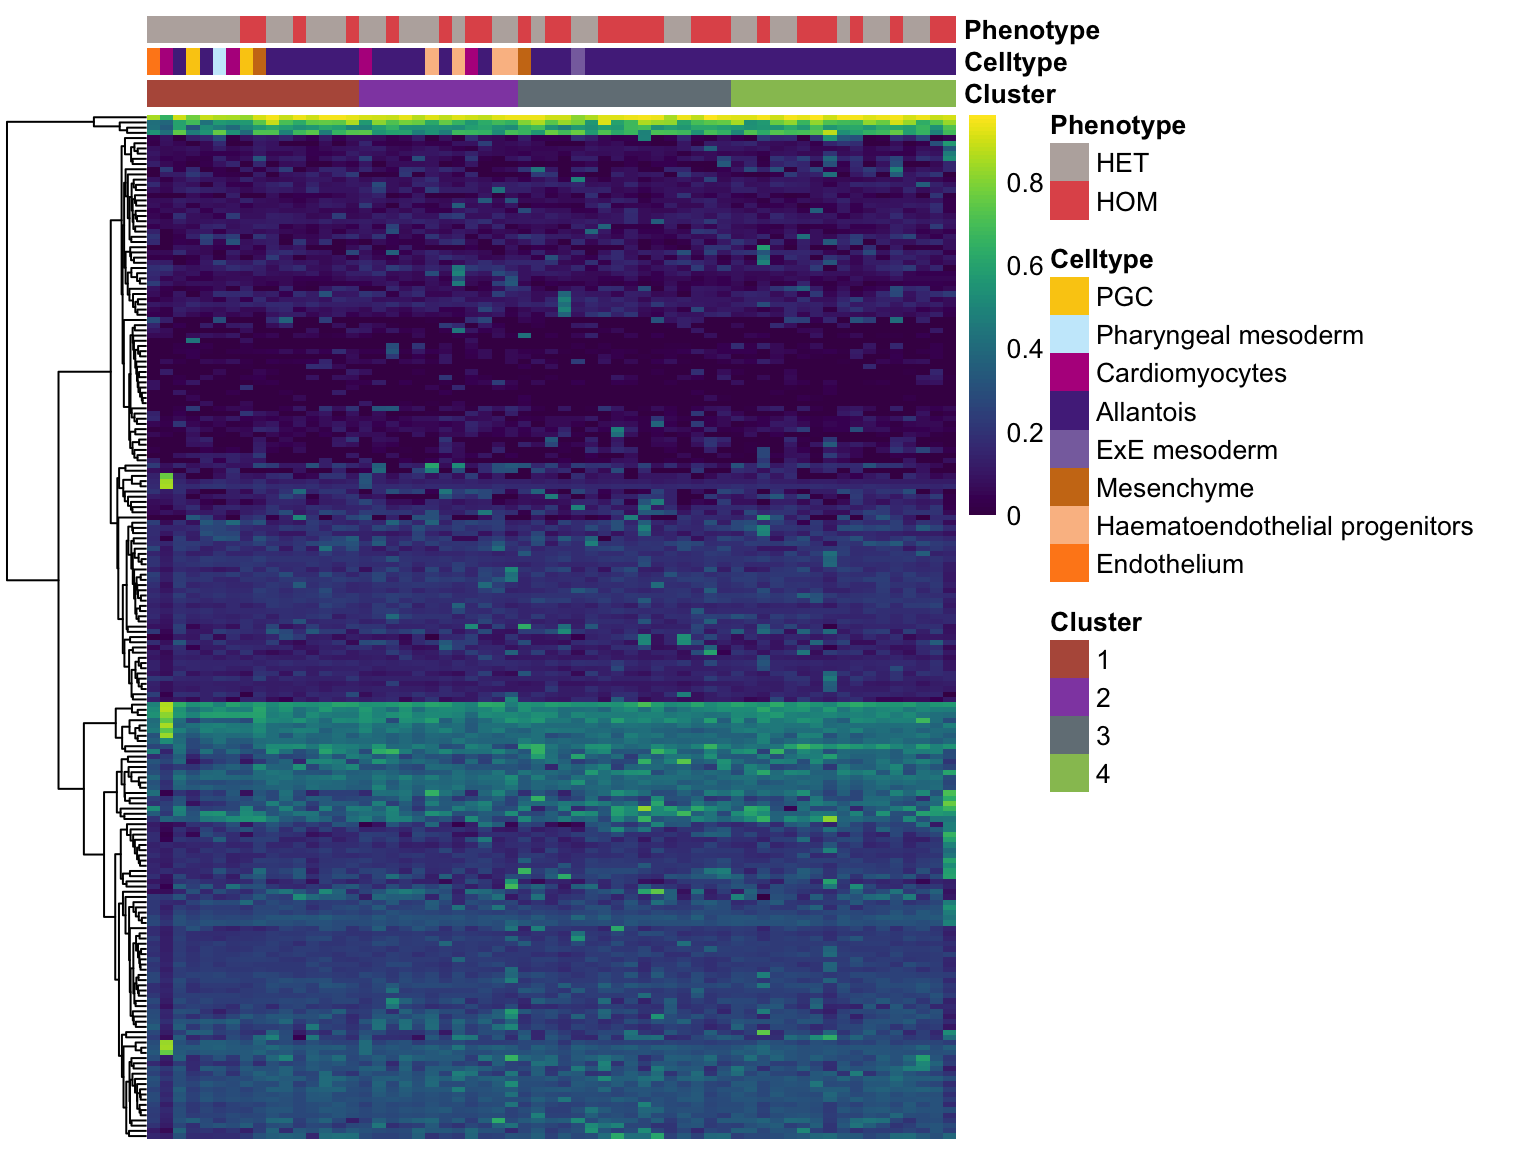 Phenotype
Celltype
Cluster
0.8
0.6
0.4
0.2
0
Phenotype
HET
HOM
Celltype
PGC
Pharyngeal mesoderm
Cardiomyocytes
Allantois
ExE mesoderm
Mesenchyme
Haematoendothelial progenitors
Endothelium
Cluster
1
2
3
4